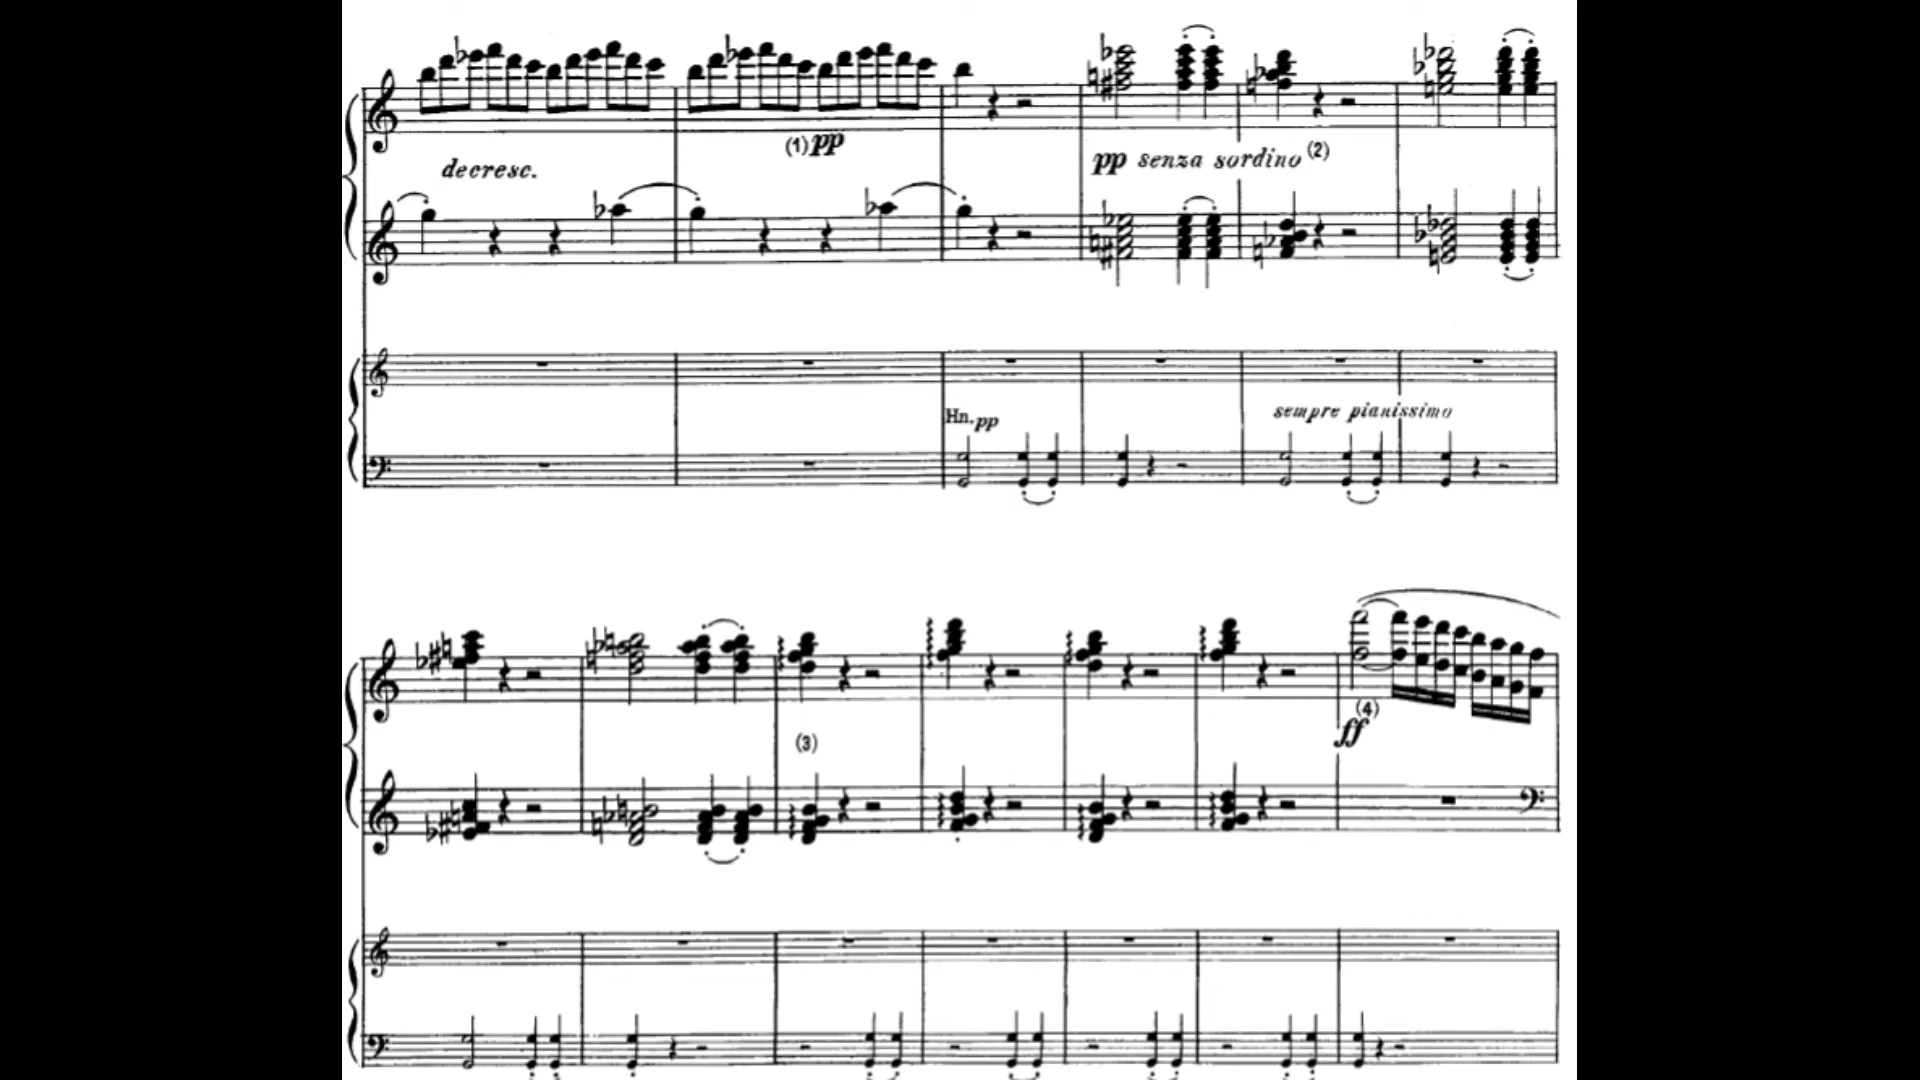 (1) pp
decresc.
pp senza sordino (2)
Hn. pp
sempre pianissimo
(3)
(4)
ff